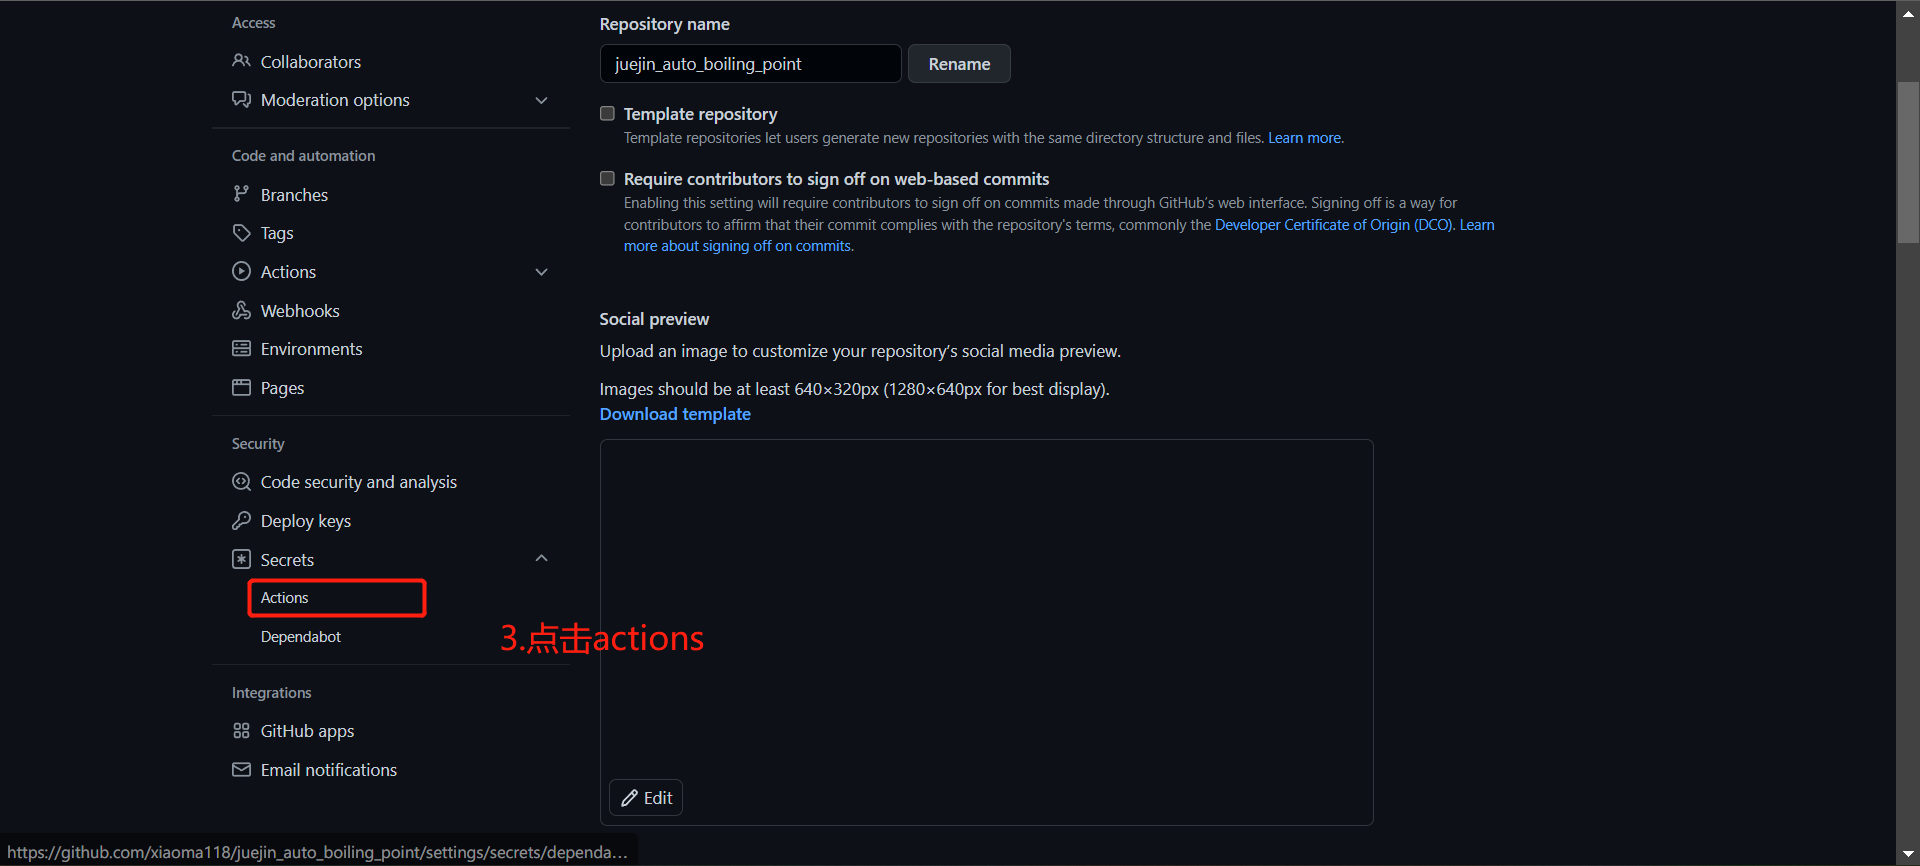 Access
Collaborators
Moderation options
Code and automation
Branches
Tags
Actions
Webhooks
Environments
Pages
Security
Code security and analysis
Deploy keys
Secrets
Actions
Dependabot
Integrations
GitHub apps
Email notifications
Repository name
juejin_auto_boiling_point
Rename
Template repository
Template repositories let users generate new repositories with the same directory structure and files. Learn more.
Require contributors to sign off on web-based commits
Enabling this setting will require contributors to sign off on commits made through GitHub’s web interface. Signing off is a way for
contributors to affirm that their commit complies with the repository's terms, commonly the Developer Certificate of Origin (DCO). Learn
more about signing off on commits.
Social preview
Upload an image to customize your repository’s social media preview.
Images should be at least 640×320px (1280×640px for best display).
Download template
3.点击actions
Edit
https://github.com/xiaoma118/juejin_auto_boiling_point/settings/secrets/dependa...